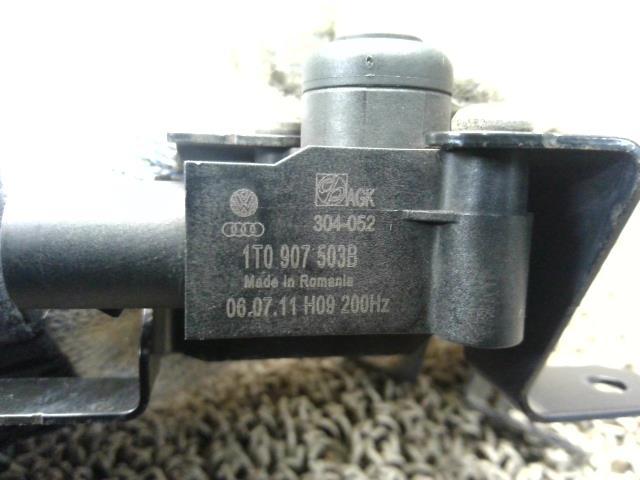 AGK
304-052
1T0 907 503B
Made in Romania
06.07.11 H09 200Hz